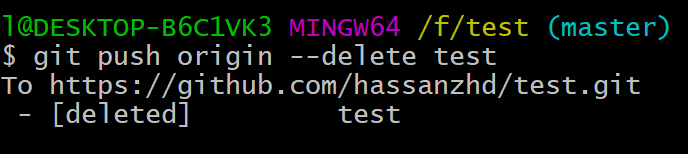 l@DESKTOP-B6C1VK3 MINGW64 /f/test (master)
$ git push origin --delete test
To https://github.com/hassanzhd/test.git
 - [deleted]         test